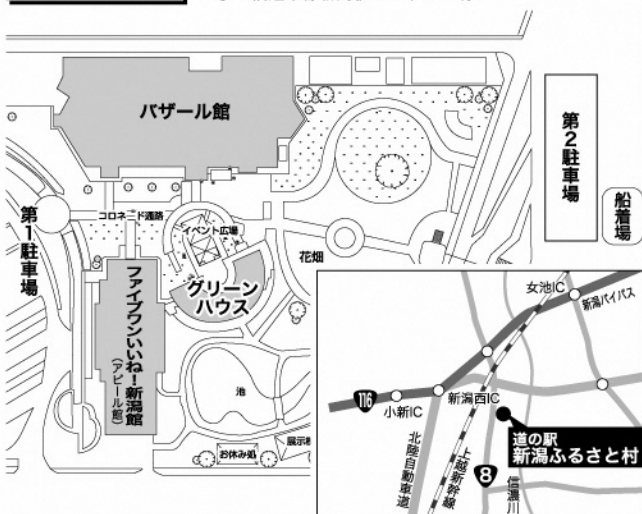 バザール館
第2駐車場
船着場
第1駐車場
コロネード通路
イベント広場
花畑
グリーン
ハウス
ファイブワンいいね!新潟館
(アピール館)
池
お休み処
女池IC
新潟バイパス
116
小新IC
新潟西IC
道の駅
新潟ふるさと村
北陸自動車道
上越新幹線
8
信濃川